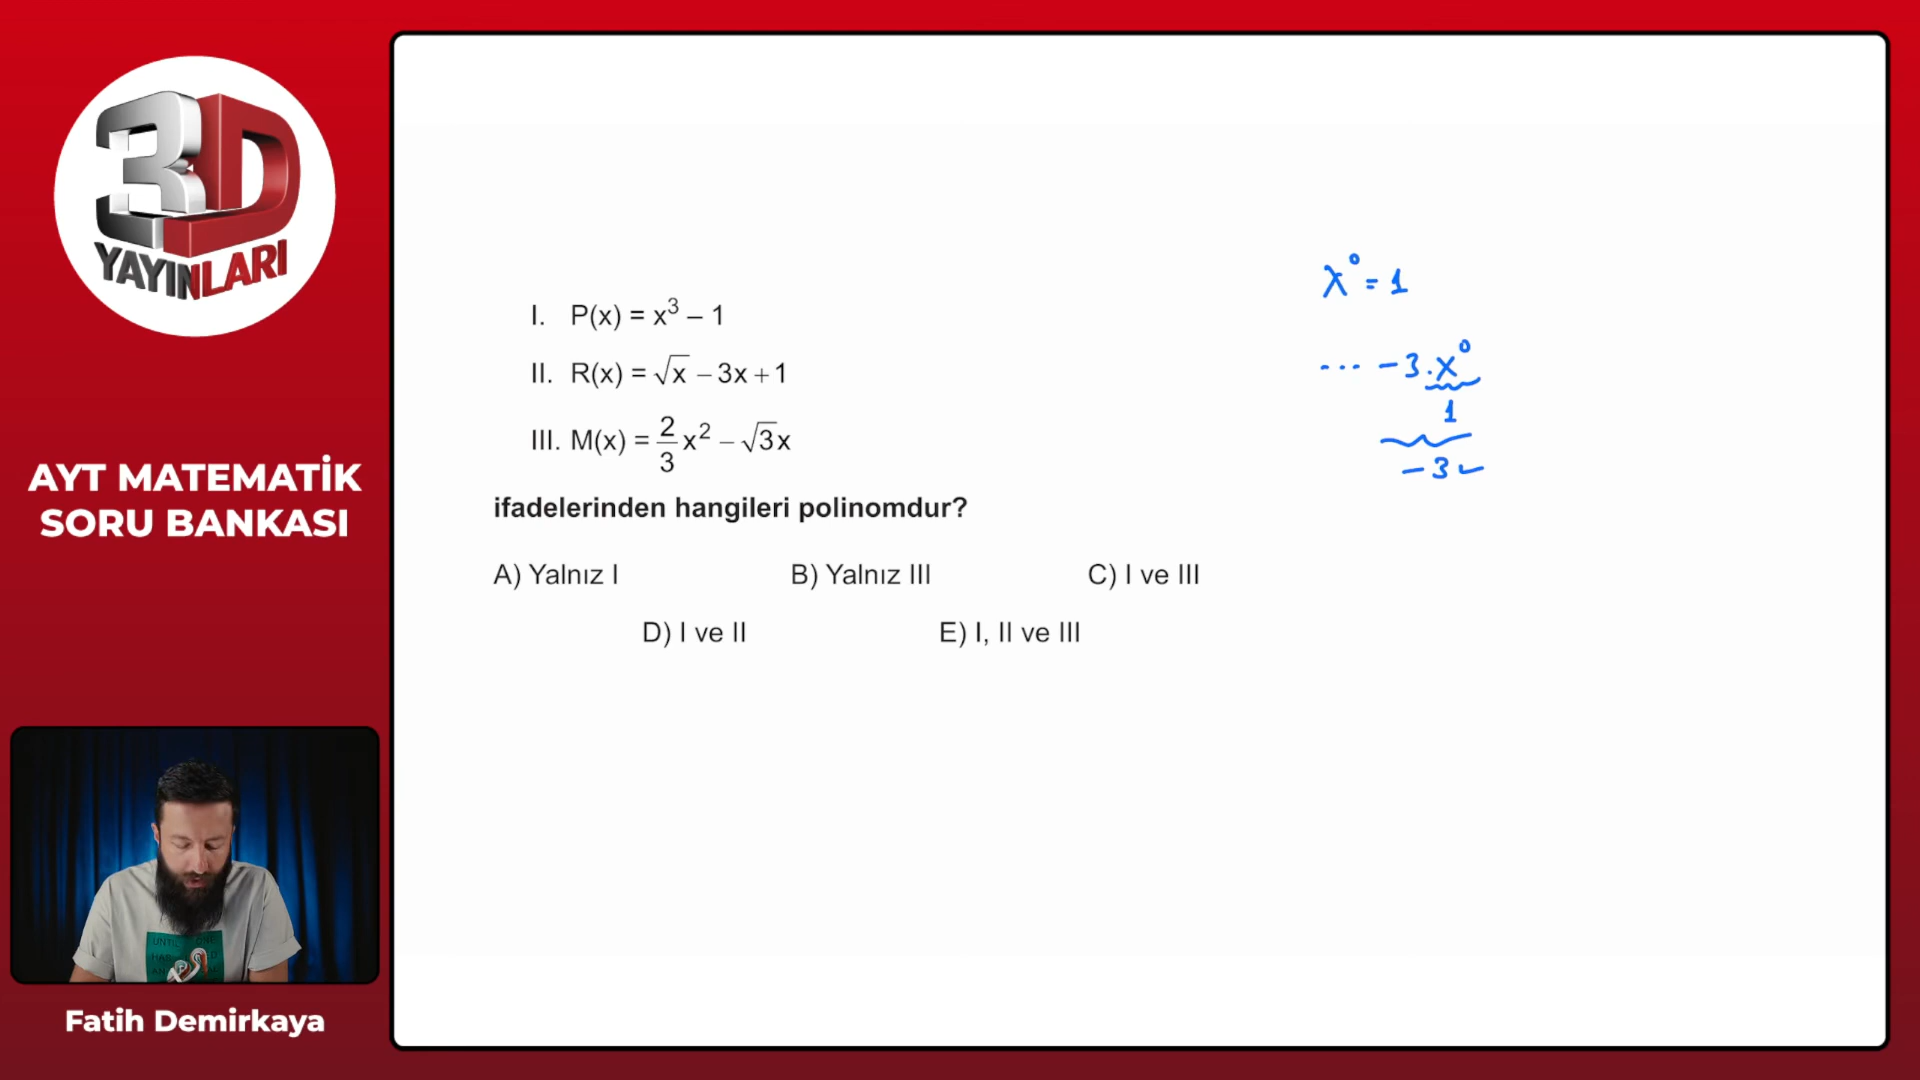 3D
YAYINLARI
AYT MATEMATİK
SORU BANKASI
I. P(x) = x³ – 1
II. R(x) = √x – 3x + 1
III. M(x) = 2/3 x² – √3x
ifadelerinden hangileri polinomdur?
A) Yalnız I B) Yalnız III C) I ve III
D) I ve II E) I, II ve III
x⁰ = 1
... –3.x⁰
1
–3
Fatih Demirkaya